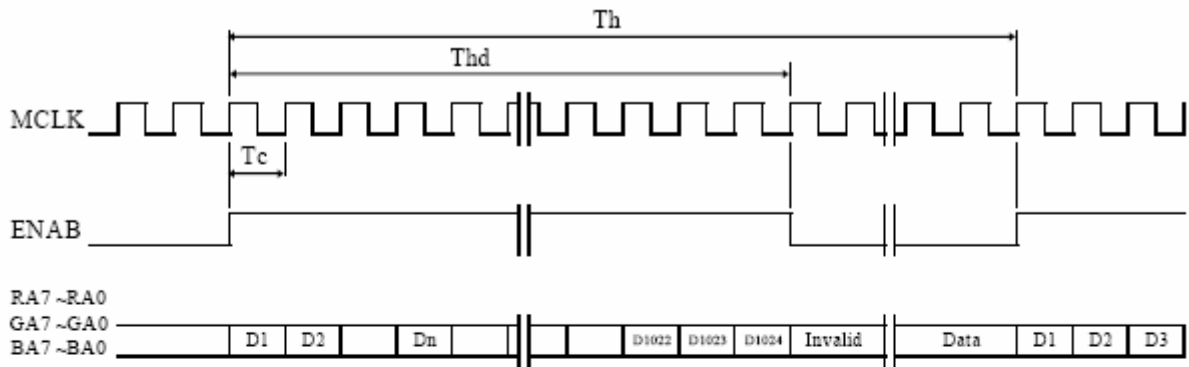 Th
Thd
MCLK
Tc
ENAB
RA7 ~RA0
GA7 ~GA0
BA7 ~BA0
D1 D2 Dn D1022 D1023 D1024 Invalid Data D1 D2 D3